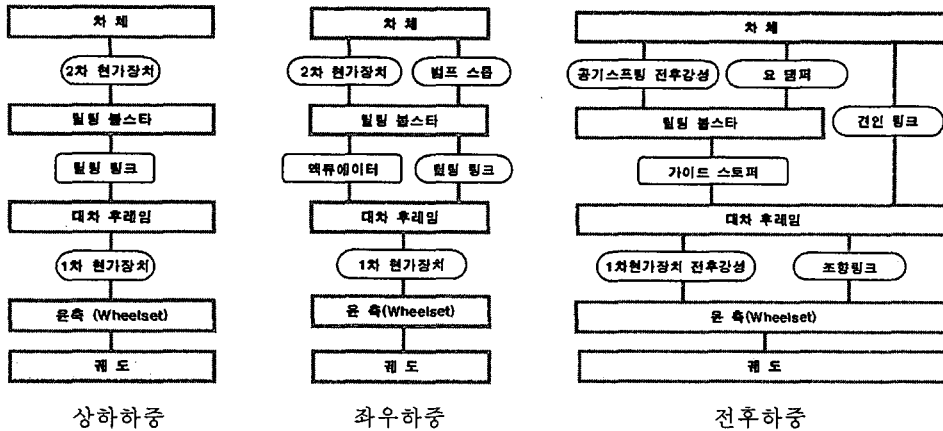 차 체
2차 현가장치
틸팅 볼스타
틸팅 링크
대차 후레임
1차 현가장치
윤축 (Wheelset)
궤 도
상하하중
차 체
2차 현가장치
범프 스톱
틸팅 볼스타
액튜에이터
틸팅 링크
대차 후레임
1차 현가장치
윤 축(Wheelset)
궤 도
좌우하중
차 체
공기스프링 전후강성
요 댐퍼
틸팅 볼스타
견인 링크
가이드 스토퍼
대차 후레임
1차현가장치 전후강성
조향링크
윤 축(Wheelset)
궤 도
전후하중